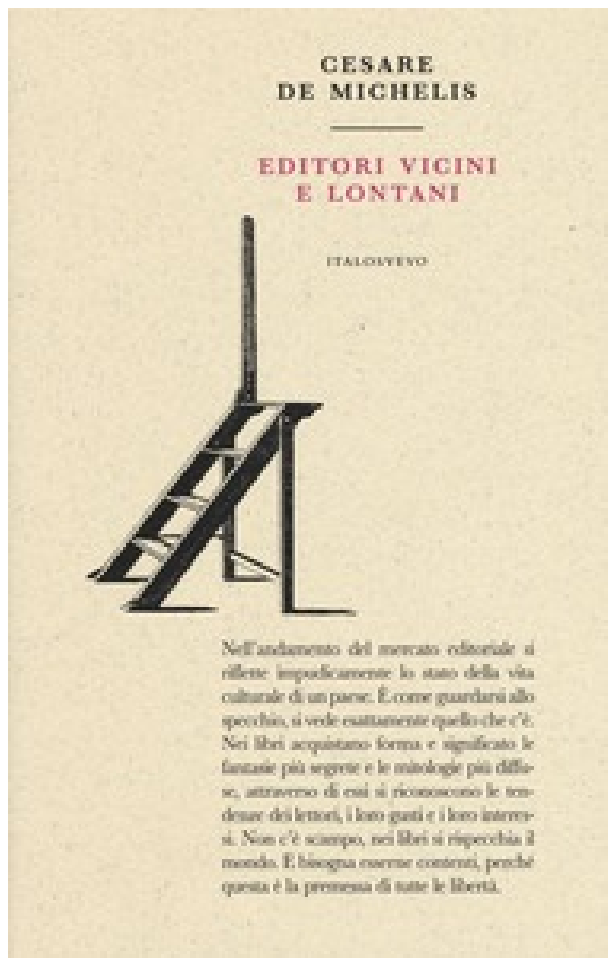 CESARE
DE MICHELIS
EDITORI VICINI
E LONTANI
ITALOSVEVO
Nell'andamento del mercato editoriale si
riflette impudicamente lo stato della vita
culturale di un paese. È come guardarsi allo
specchio, si vede esattamente quello che c'è.
Nei libri acquistano forma e significato le
fantasie più segrete e le mitologie più diffu-
se, attraverso di essi si riconoscono le ten-
denze dei lettori, i loro gusti e i loro interes-
si. Non c'è scampo, nei libri si rispecchia il
mondo. E bisogna esserne contenti, perché
questa è la premessa di tutte le libertà.